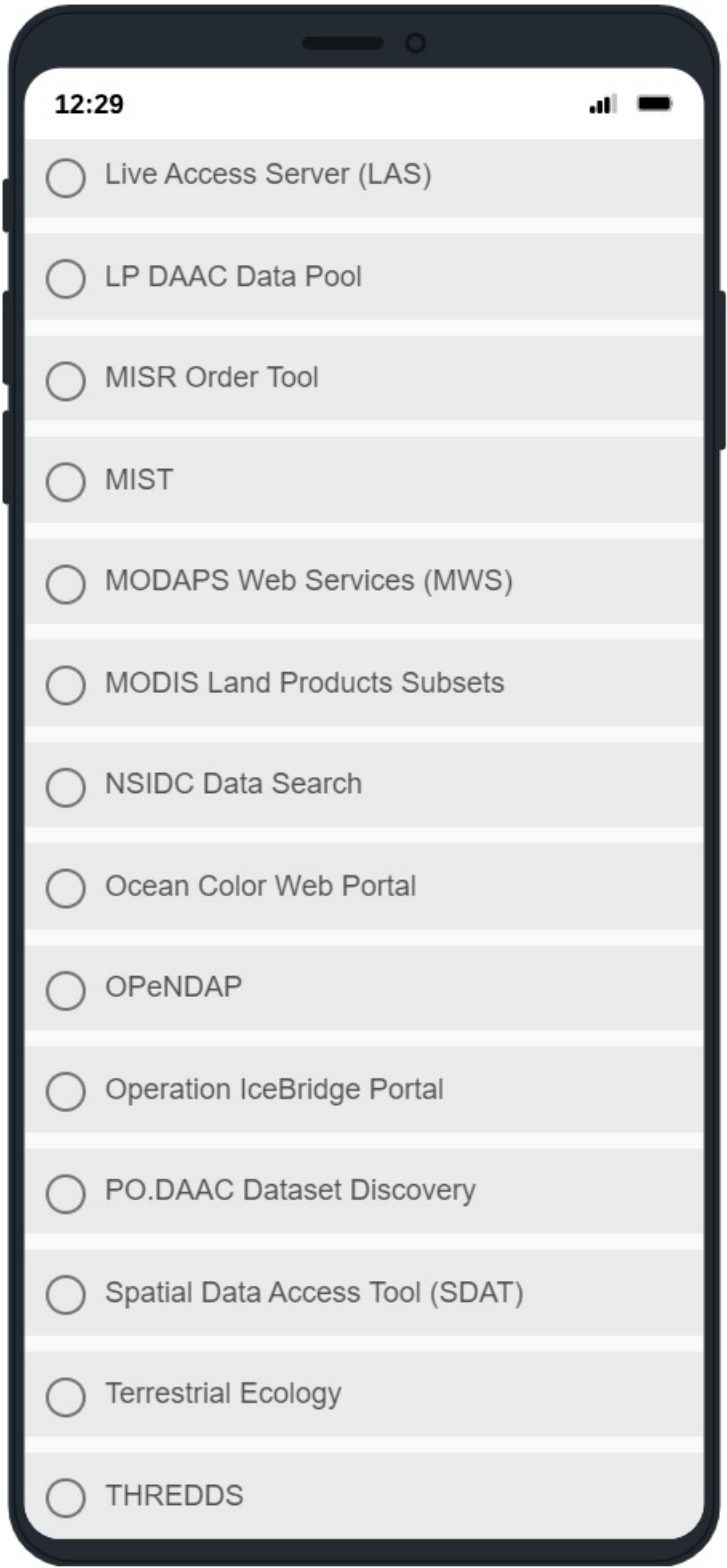 12:29
Live Access Server (LAS)
LP DAAC Data Pool
MISR Order Tool
MIST
MODAPS Web Services (MWS)
MODIS Land Products Subsets
NSIDC Data Search
Ocean Color Web Portal
OPeNDAP
Operation IceBridge Portal
PO.DAAC Dataset Discovery
Spatial Data Access Tool (SDAT)
Terrestrial Ecology
THREDDS